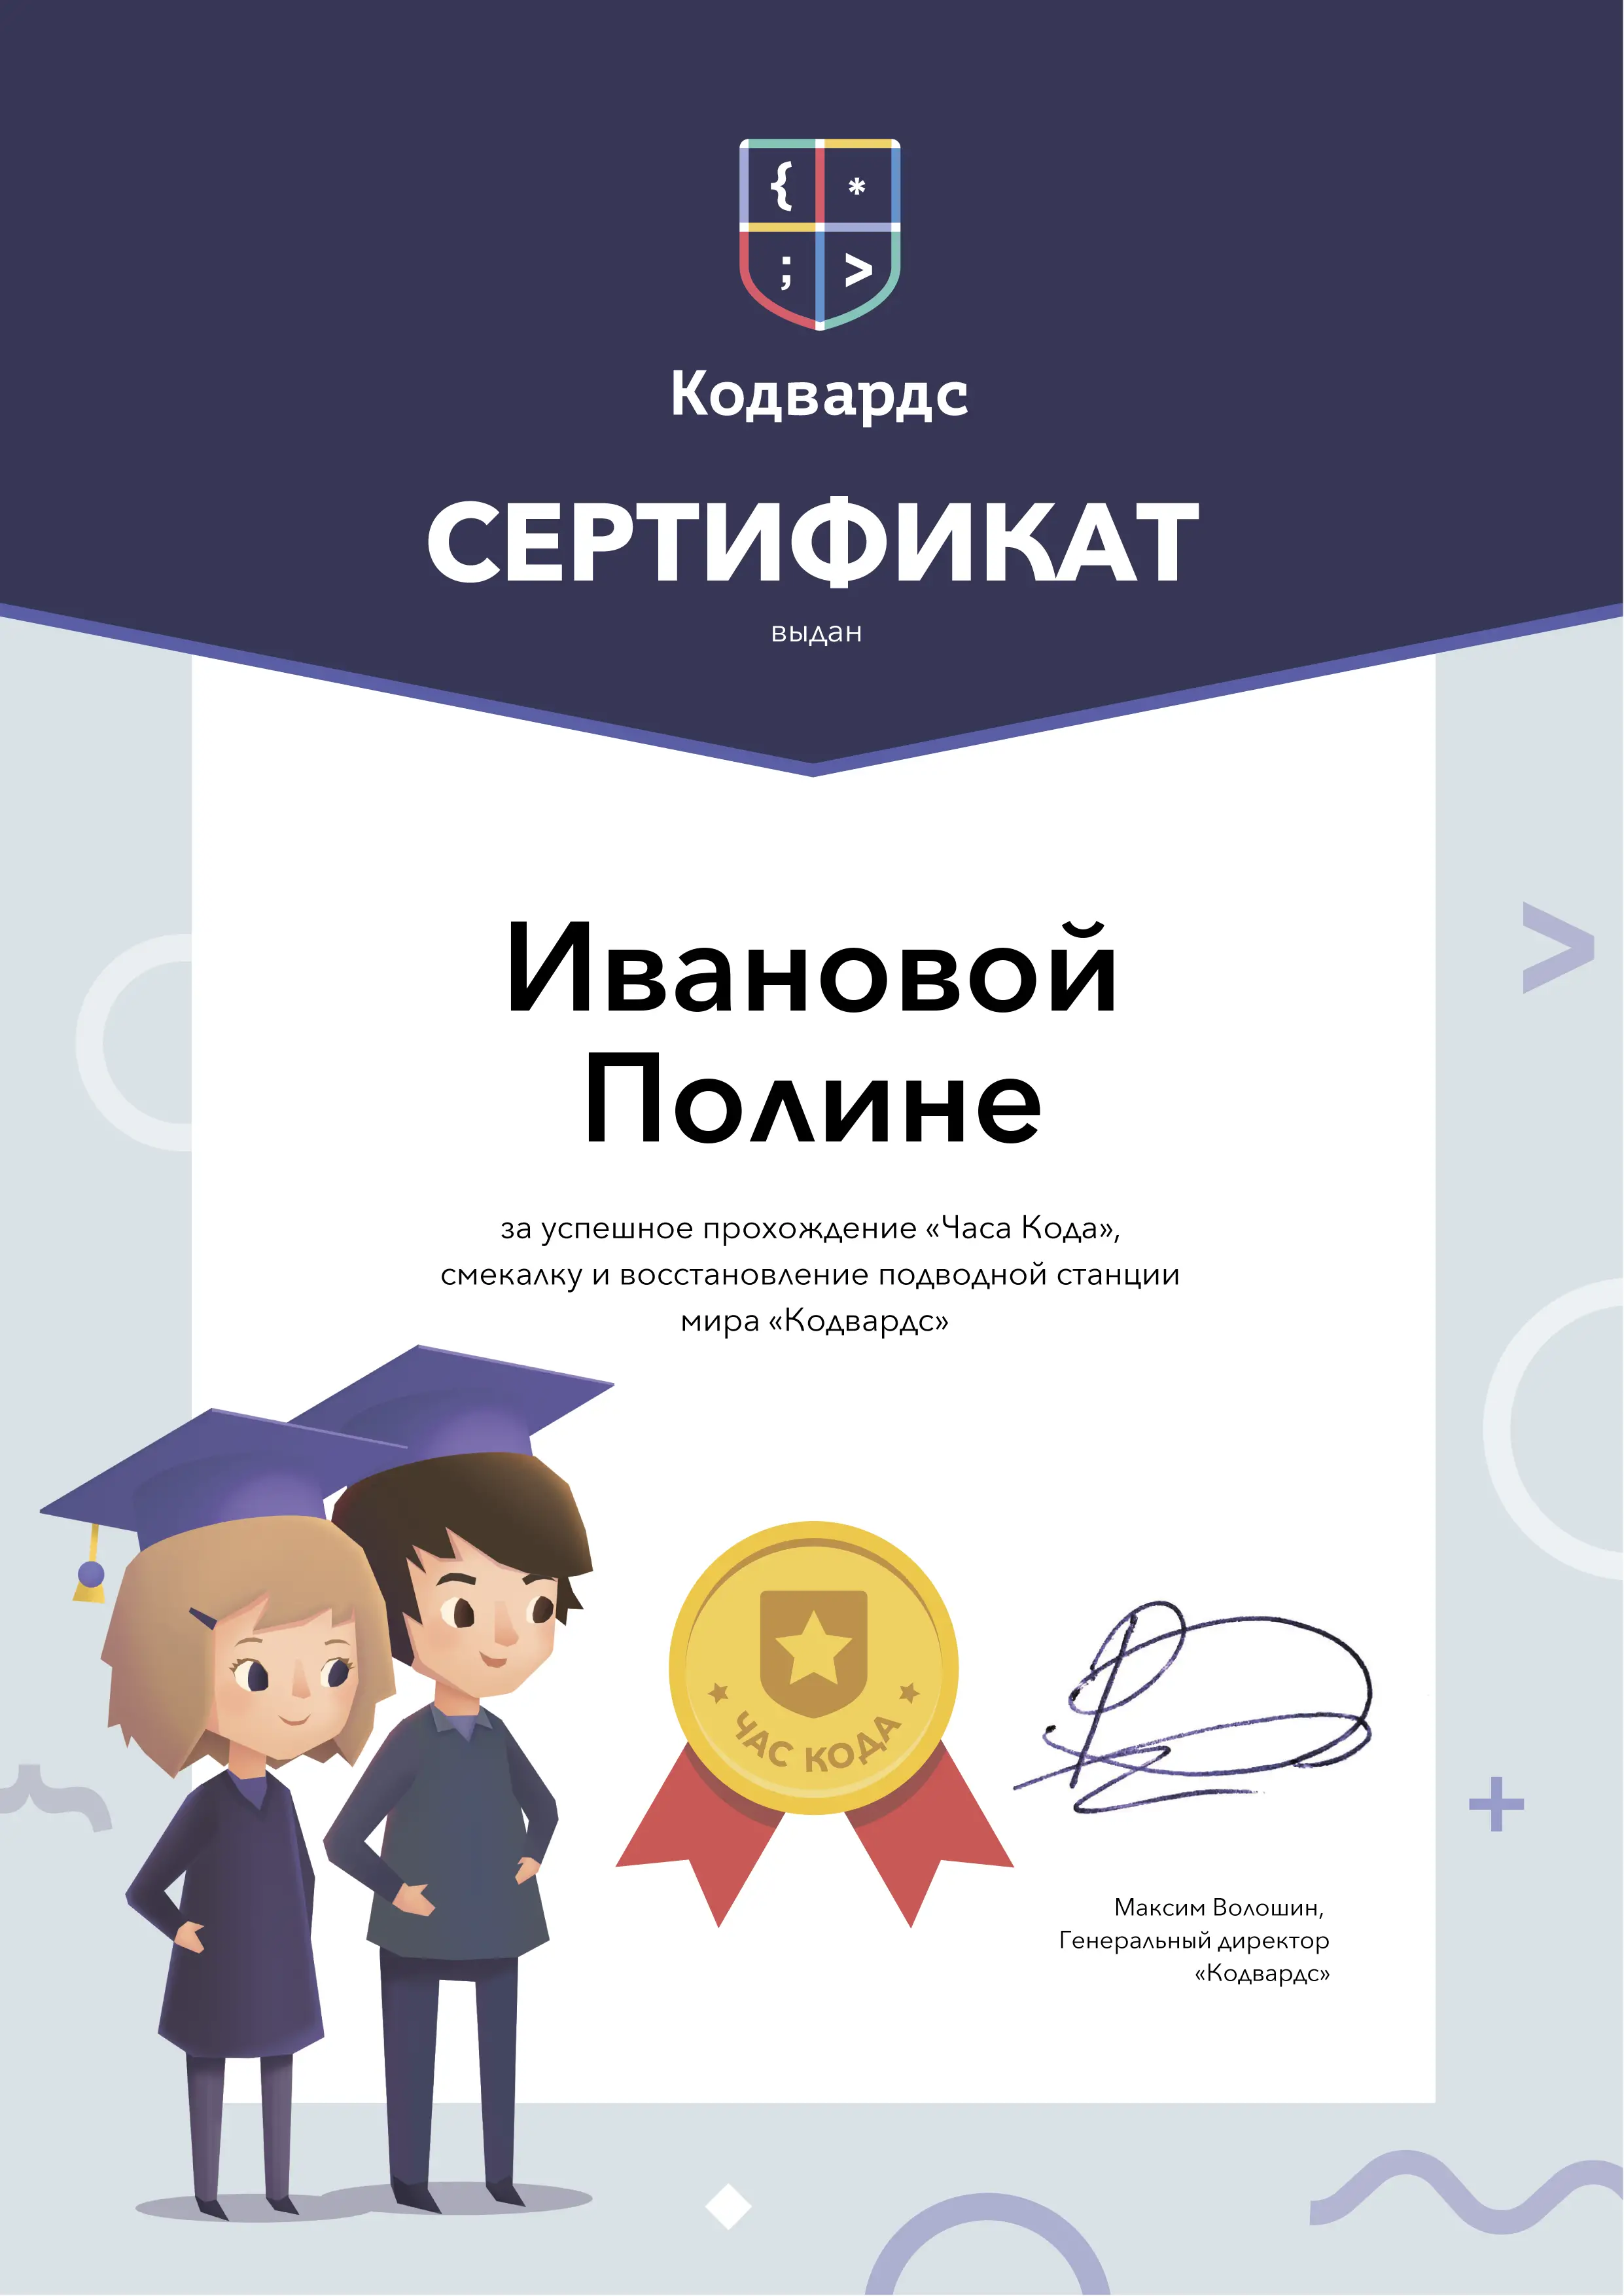 { *
; >
Кодвардс
СЕРТИФИКАТ
выдан
Ивановой
Полине
за успешное прохождение «Часа Кода»,
смекалку и восстановление подводной станции
мира «Кодвардс»
ЧАС КОДА
Максим Волошин,
Генеральный директор
«Кодвардс»